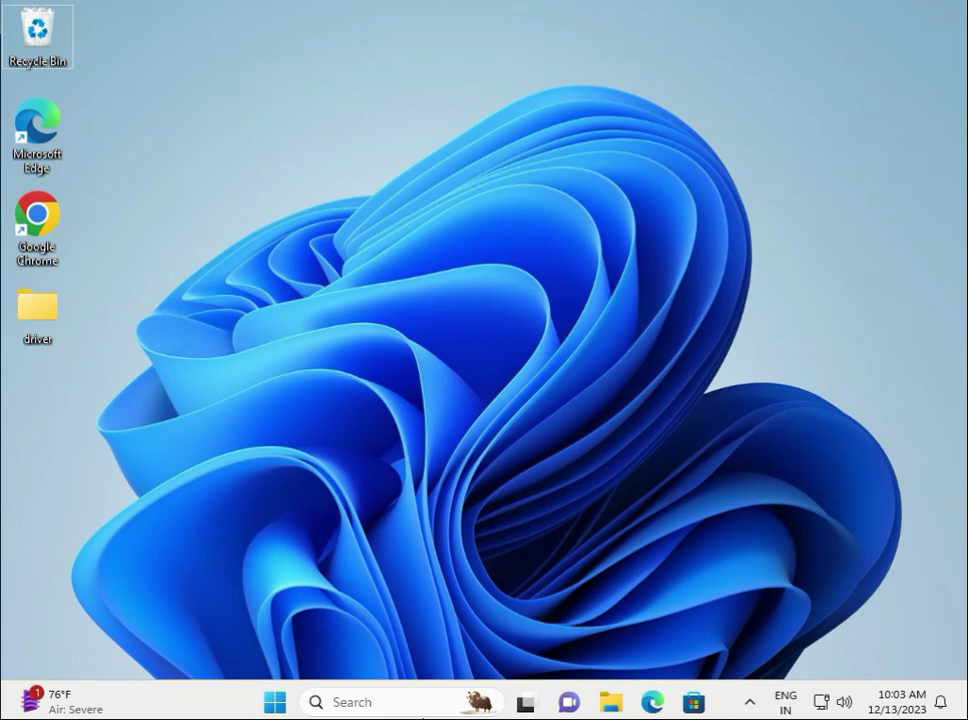 Recycle Bin
Microsoft
Edge
Google
Chrome
driver
1
76°F
Air: Severe
Search
ENG
IN
10:03 AM
12/13/2023